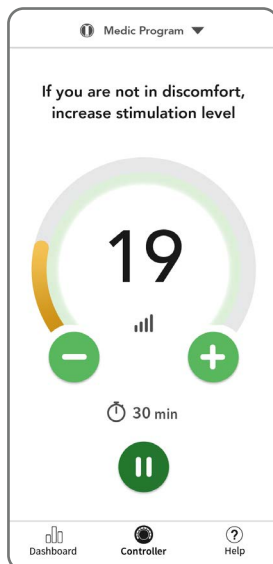 Medic Program
If you are not in discomfort,
increase stimulation level
19
30 min
Dashboard
Controller
Help